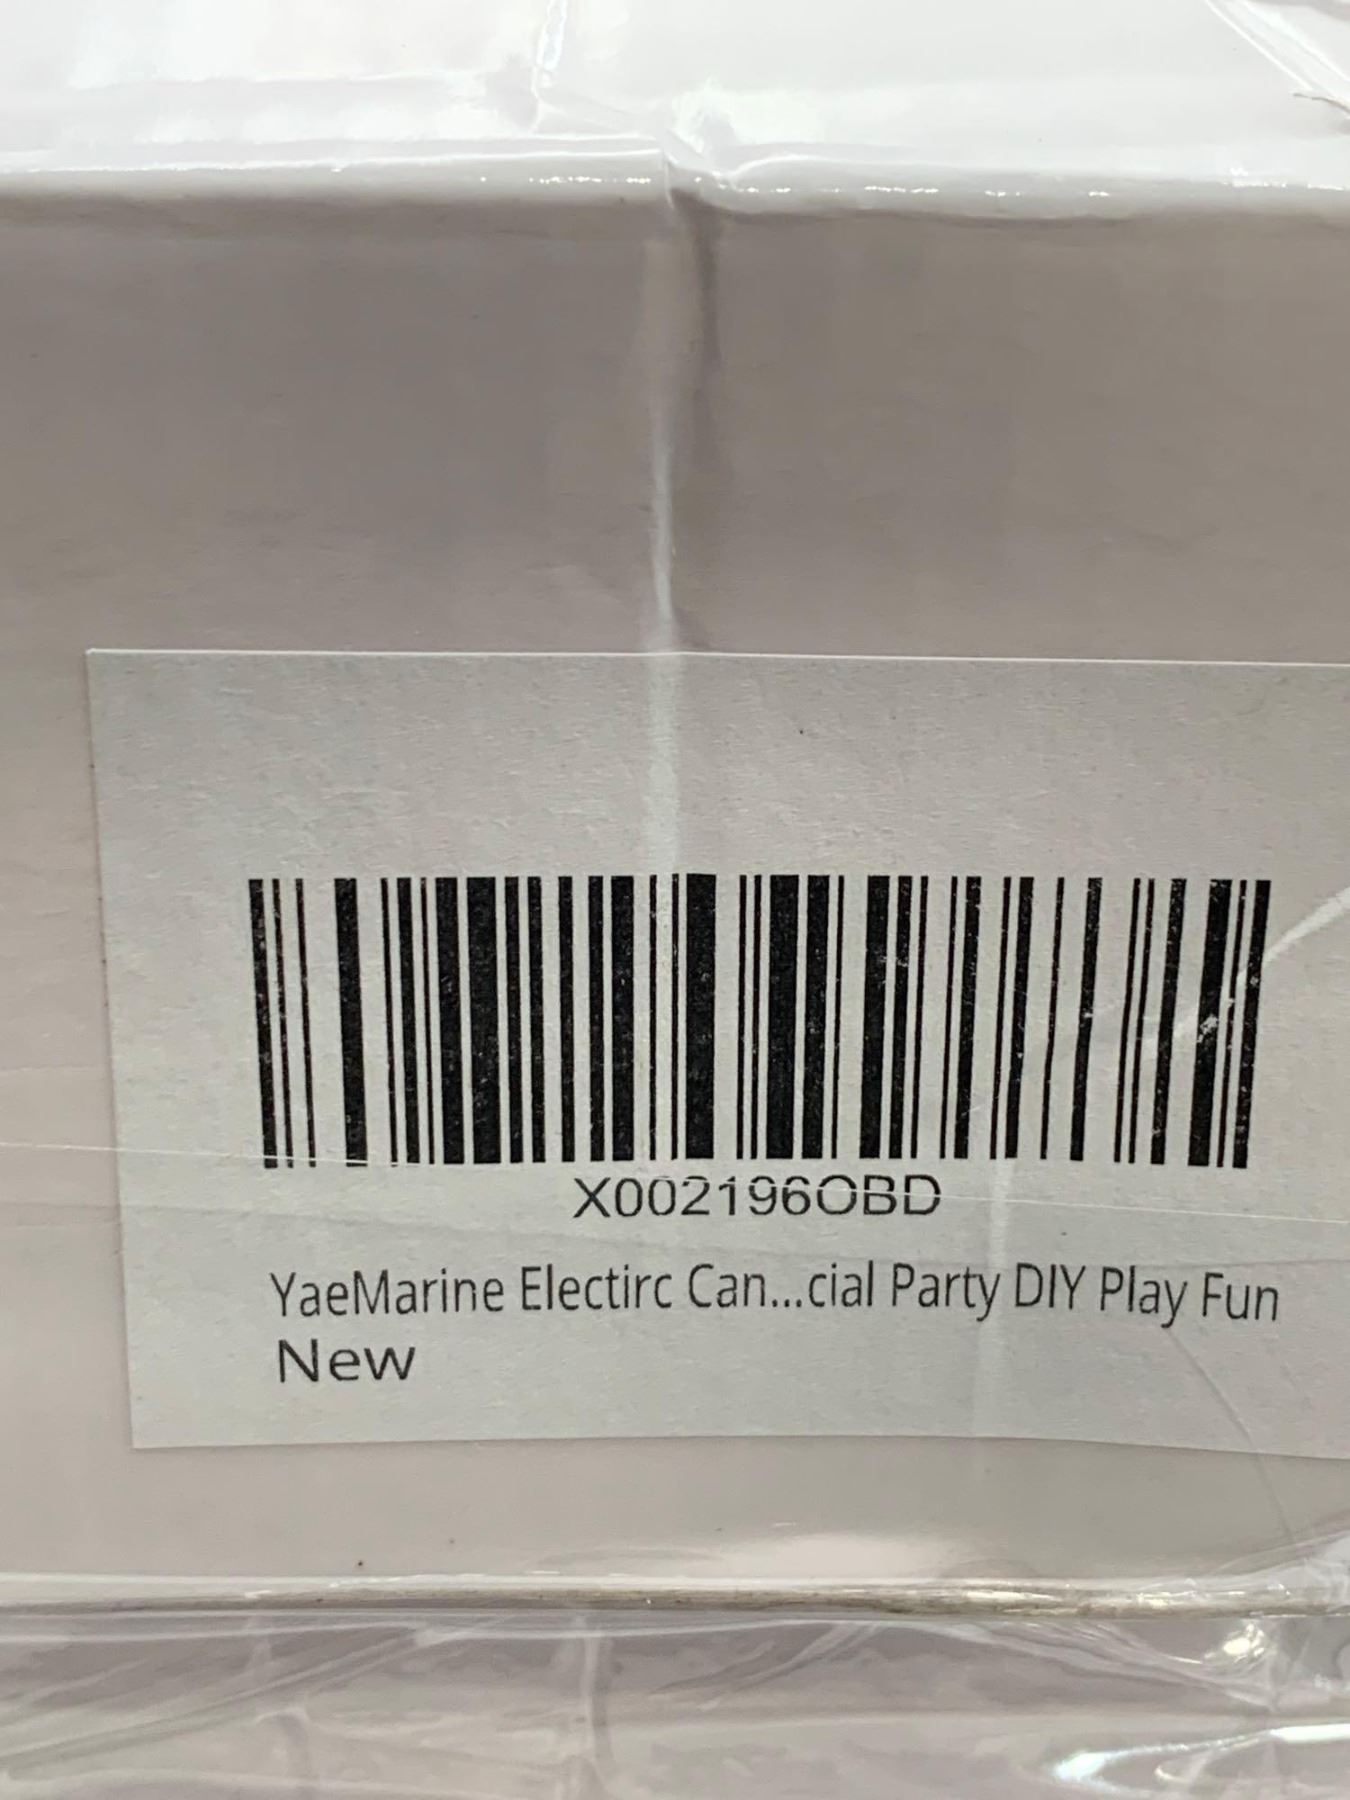 X002196OBD
YaeMarine Electirc Can...cial Party DIY Play Fun
New